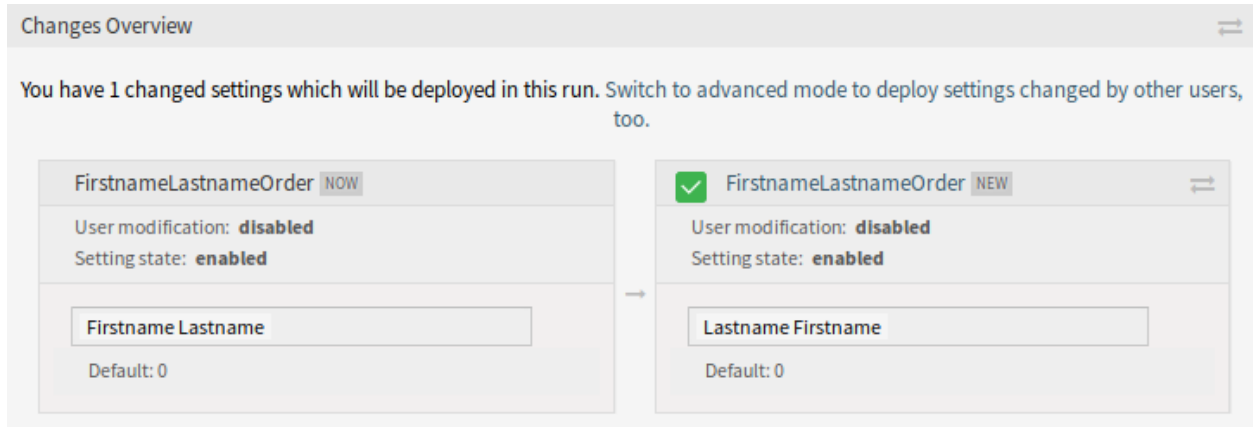 Changes Overview
You have 1 changed settings which will be deployed in this run. Switch to advanced mode to deploy settings changed by other users,
too.
FirstnameLastnameOrder NOW
User modification: disabled
Setting state: enabled
Firstname Lastname
Default: 0
FirstnameLastnameOrder NEW
User modification: disabled
Setting state: enabled
Lastname Firstname
Default: 0